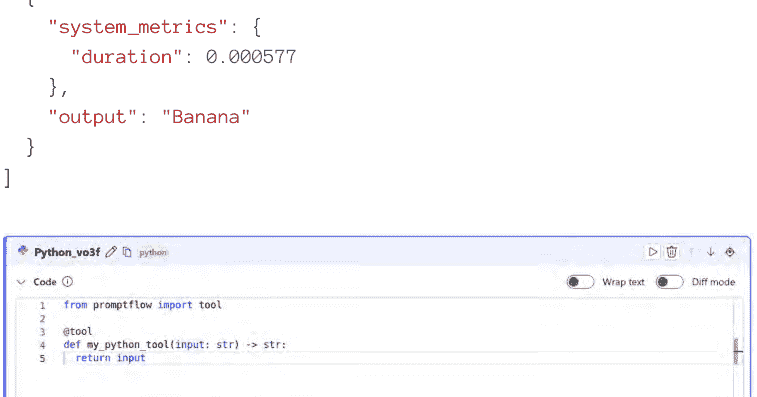 {
"system_metrics": {
"duration": 0.000577
},
"output": "Banana"
}
]
Python_vo3f python
Code Wrap text Diff mode
1 from promptflow import tool
2
3 @tool
4 def my_python_tool(input: str) -> str:
5 return input